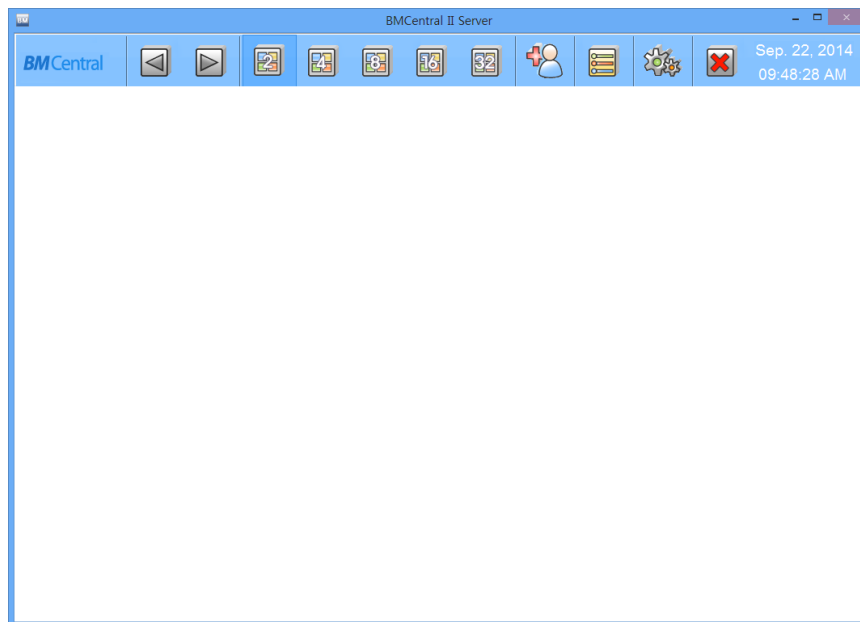 BMCentral II Server
BMCentral
2
4
8
16
32
Sep. 22, 2014
09:48:28 AM